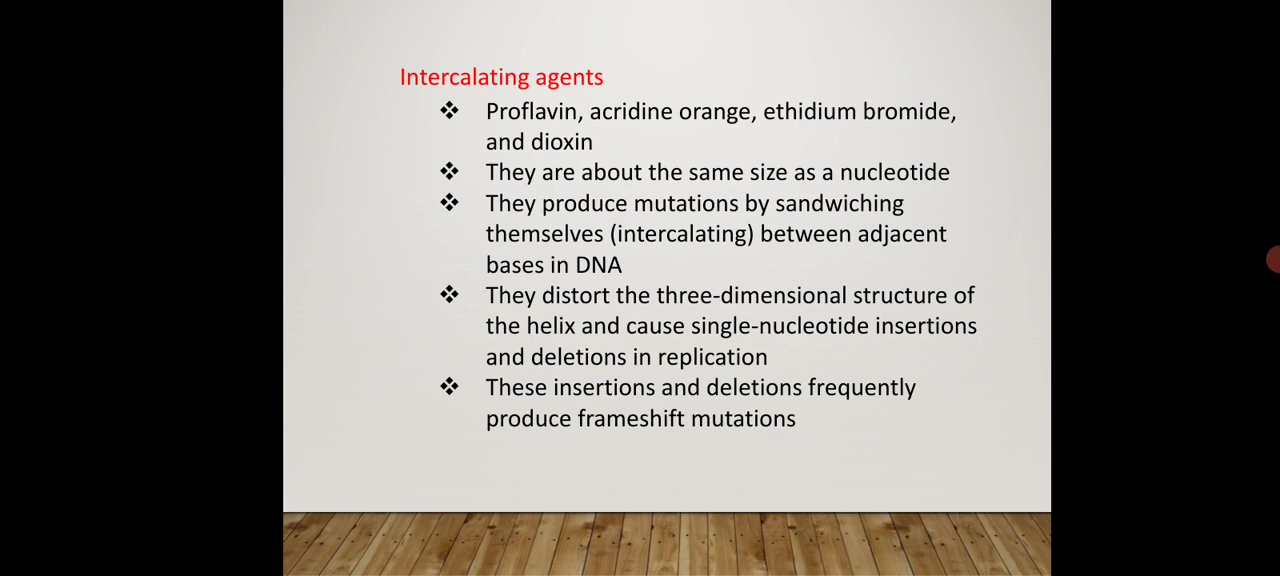 Intercalating agents
❖ Proflavin, acridine orange, ethidium bromide,
and dioxin
❖ They are about the same size as a nucleotide
❖ They produce mutations by sandwiching
themselves (intercalating) between adjacent
bases in DNA
❖ They distort the three-dimensional structure of
the helix and cause single-nucleotide insertions
and deletions in replication
❖ These insertions and deletions frequently
produce frameshift mutations